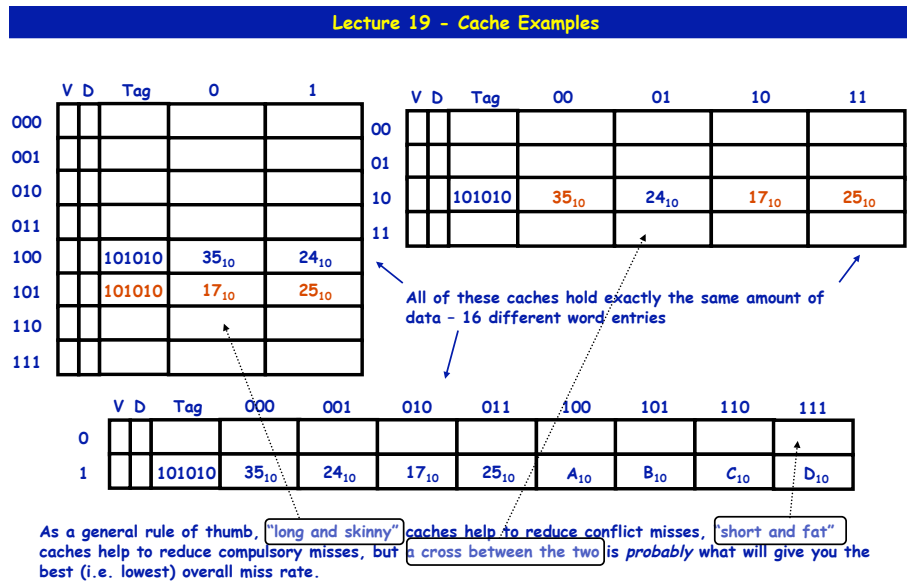 Lecture 19 - Cache Examples
V D Tag 0 1
000
001
010
011
100 101010 35₁₀ 24₁₀
101 101010 17₁₀ 25₁₀
110
111
V D Tag 00 01 10 11
00
01
10 101010 35₁₀ 24₁₀ 17₁₀ 25₁₀
11
All of these caches hold exactly the same amount of
data – 16 different word entries
V D Tag 000 001 010 011 100 101 110 111
0
1 101010 35₁₀ 24₁₀ 17₁₀ 25₁₀ A₁₀ B₁₀ C₁₀ D₁₀
As a general rule of thumb, "long and skinny" caches help to reduce conflict misses, "short and fat"
caches help to reduce compulsory misses, but a cross between the two is probably what will give you the
best (i.e. lowest) overall miss rate.